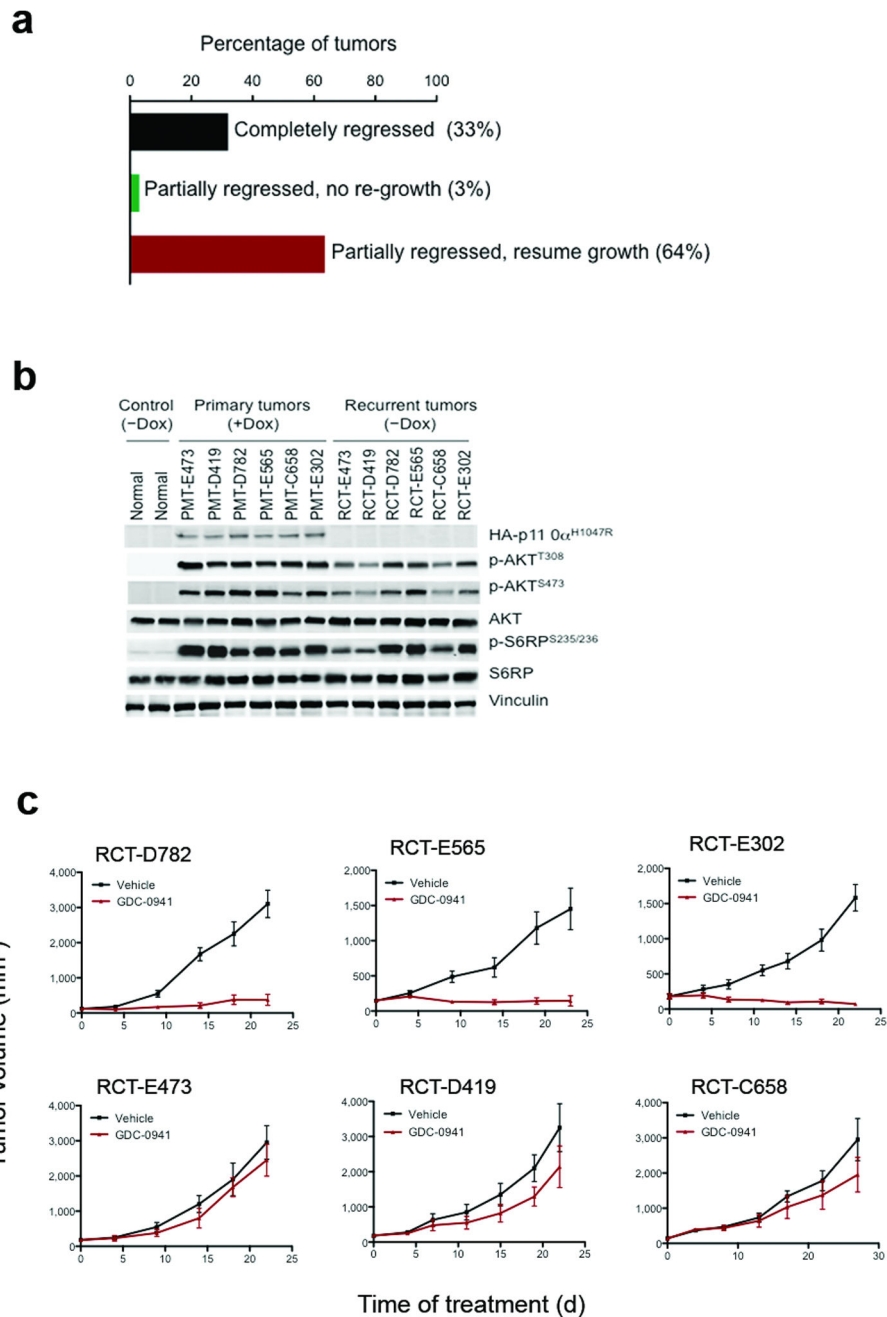 a
Percentage of tumors
0 20 40 60 80 100
Completely regressed (33%)
Partially regressed, no re-growth (3%)
Partially regressed, resume growth (64%)
b
Control Primary tumors Recurrent tumors
(−Dox) (+Dox) (−Dox)
Normal Normal PMT-E473 PMT-D419 PMT-D782 PMT-E565 PMT-C658 PMT-E302 RCT-E473 RCT-D419 RCT-D782 RCT-E565 RCT-C658 RCT-E302
HA-p11 0α^H1047R
p-AKT^T308
p-AKT^S473
AKT
p-S6RP^S235/236
S6RP
Vinculin
c
RCT-D782
4,000
3,000
2,000
1,000
0
Vehicle
GDC-0941
0 5 10 15 20 25
RCT-E565
2,000
1,500
1,000
500
0
Vehicle
GDC-0941
0 5 10 15 20 25
RCT-E302
2,000
1,500
1,000
500
0
Vehicle
GDC-0941
0 5 10 15 20 25
RCT-E473
4,000
3,000
2,000
1,000
0
Vehicle
GDC-0941
0 5 10 15 20 25
RCT-D419
4,000
3,000
2,000
1,000
0
Vehicle
GDC-0941
0 5 10 15 20 25
RCT-C658
4,000
3,000
2,000
1,000
0
Vehicle
GDC-0941
0 10 20 30
Time of treatment (d)